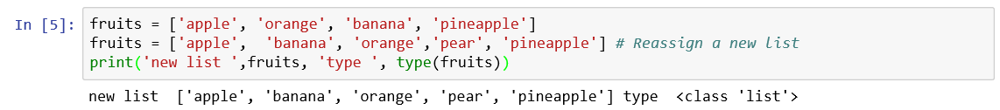 In [5]: fruits = ['apple', 'orange', 'banana', 'pineapple']
fruits = ['apple',  'banana', 'orange','pear', 'pineapple'] # Reassign a new list
print('new list ',fruits, 'type ', type(fruits))
new list  ['apple', 'banana', 'orange', 'pear', 'pineapple'] type  <class 'list'>